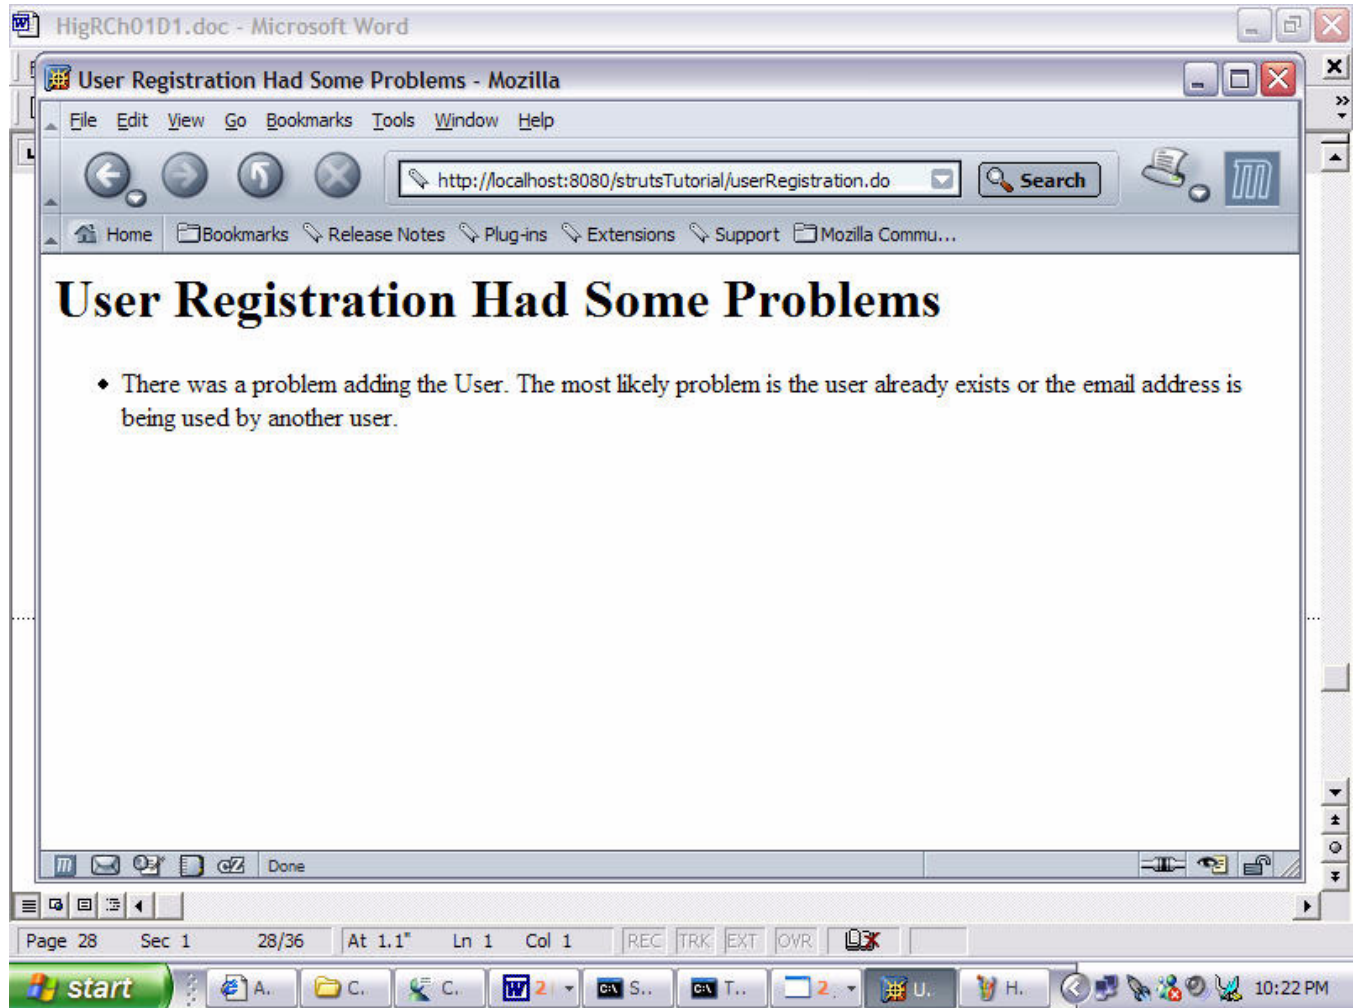 HigRCh01D1.doc - Microsoft Word
User Registration Had Some Problems - Mozilla
File Edit View Go Bookmarks Tools Window Help
http://localhost:8080/strutsTutorial/userRegistration.do Search
Home Bookmarks Release Notes Plug-ins Extensions Support Mozilla Commu...
User Registration Had Some Problems
There was a problem adding the User. The most likely problem is the user already exists or the email address is
being used by another user.
Done
Page 28 Sec 1 28/36 At 1.1" Ln 1 Col 1 REC TRK EXT OVR
start A.. C.. C.. 2 S... T... 2. U.. H.. 10:22 PM